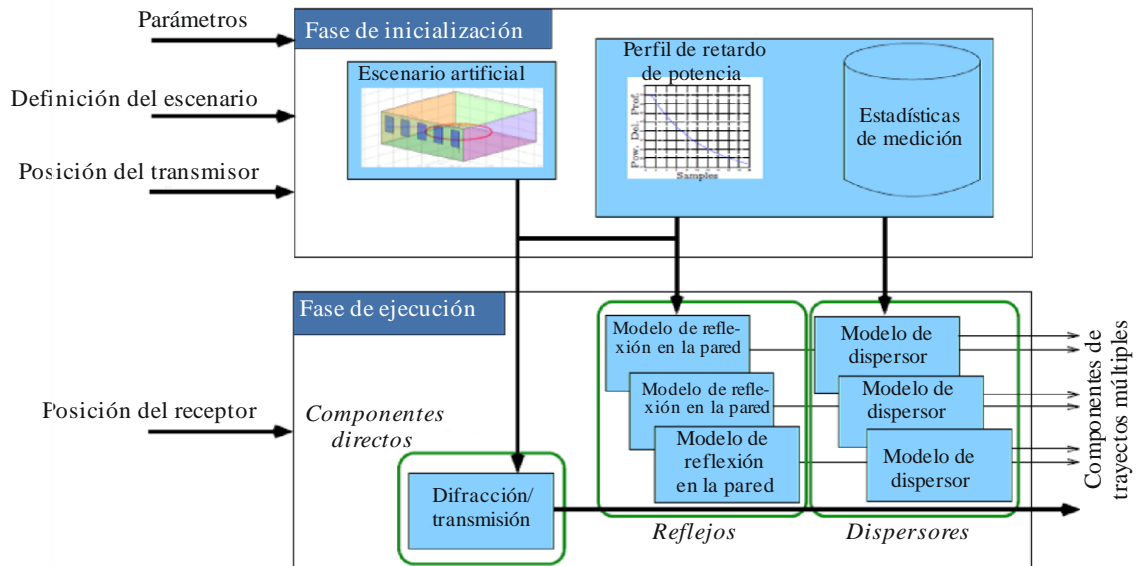 Parámetros
Definición del escenario
Posición del transmisor
Fase de inicialización
Escenario artificial
Perfil de retardo
de potencia
Pow. Del. Prof.
Samples
Estadísticas
de medición
Fase de ejecución
Posición del receptor
Componentes
directos
Difracción/
transmisión
Modelo de refle-
xión en la pared
Modelo de refle-
xión en la pared
Modelo de
reflexión
en la pared
Reflejos
Modelo de
dispersor
Modelo de
dispersor
Modelo de
dispersor
Dispersores
Componentes de
trayectos múltiples